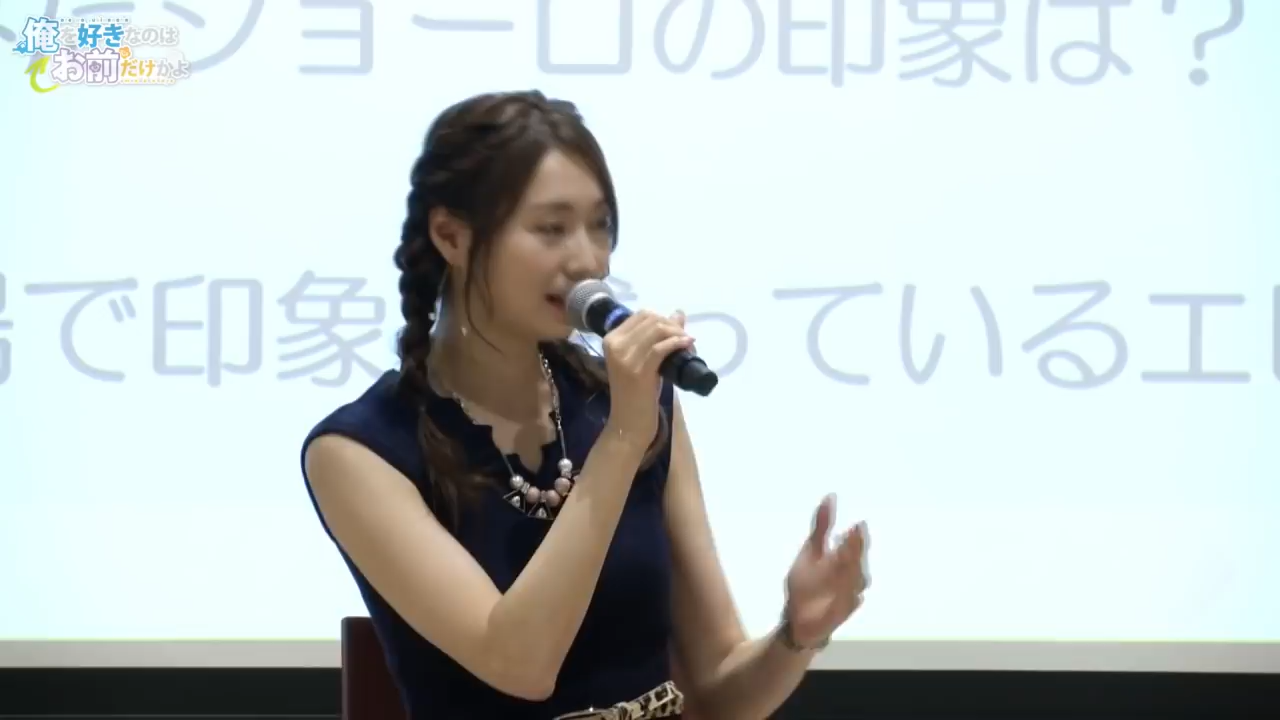 俺を好きなのは
お前だけかよ
ジョーロの印象は？
で印象
っている